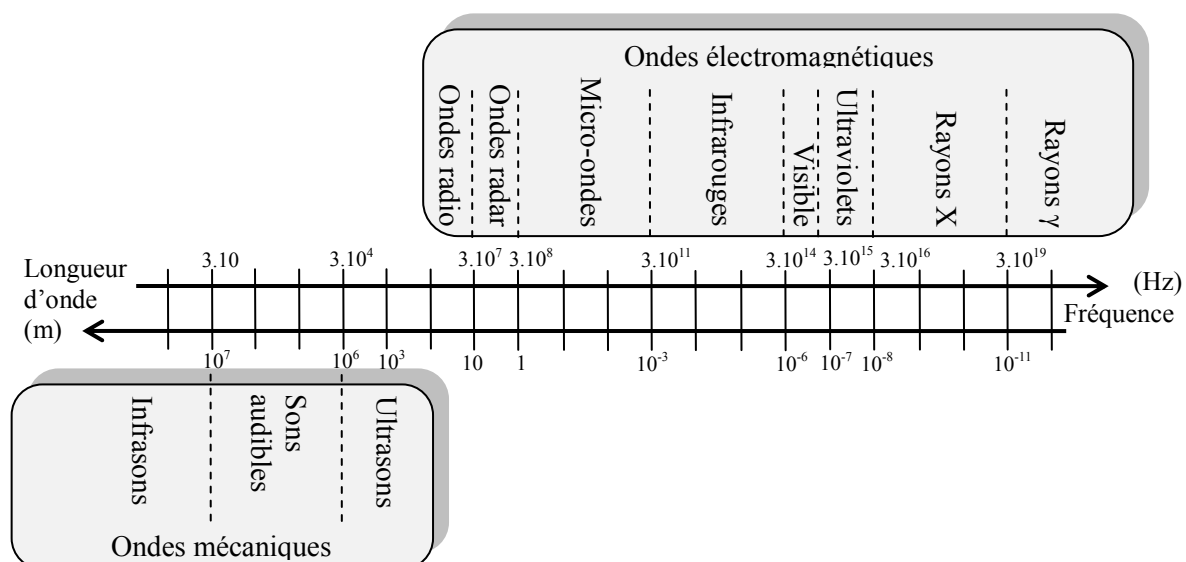 Ondes électromagnétiques
Ondes radio
Ondes radar
Micro-ondes
Infrarouges
Visible
Ultraviolets
Rayons X
Rayons γ
3.10 3.10⁴ 3.10⁷ 3.10⁸ 3.10¹¹ 3.10¹⁴ 3.10¹⁵ 3.10¹⁶ 3.10¹⁹
Longueur
d’onde
(m)
(Hz)
Fréquence
10⁷ 10⁶ 10³ 10 1 10⁻³ 10⁻⁶ 10⁻⁷ 10⁻⁸ 10⁻¹¹
Infrasons
Sons
audibles
Ultrasons
Ondes mécaniques